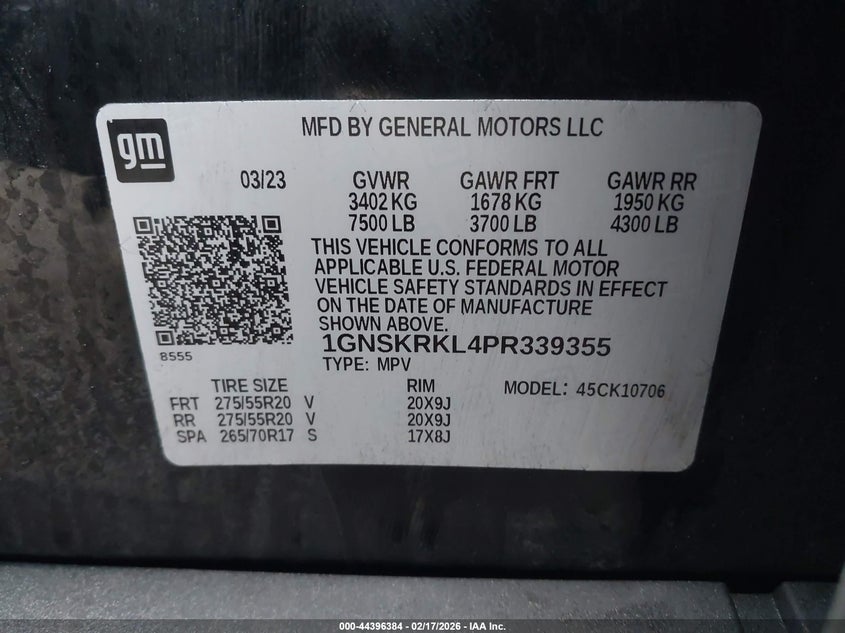 gm
MFD BY GENERAL MOTORS LLC
03/23 GVWR GAWR FRT GAWR RR
3402 KG 1678 KG 1950 KG
7500 LB 3700 LB 4300 LB
THIS VEHICLE CONFORMS TO ALL
APPLICABLE U.S. FEDERAL MOTOR
VEHICLE SAFETY STANDARDS IN EFFECT
ON THE DATE OF MANUFACTURE
SHOWN ABOVE.
8555
1GNSKRKL4PR339355
TYPE: MPV
TIRE SIZE RIM MODEL: 45CK10706
FRT 275/55R20 V 20X9J
RR 275/55R20 V 20X9J
SPA 265/70R17 S 17X8J
000-44396384 - 02/17/2026 - IAA Inc.